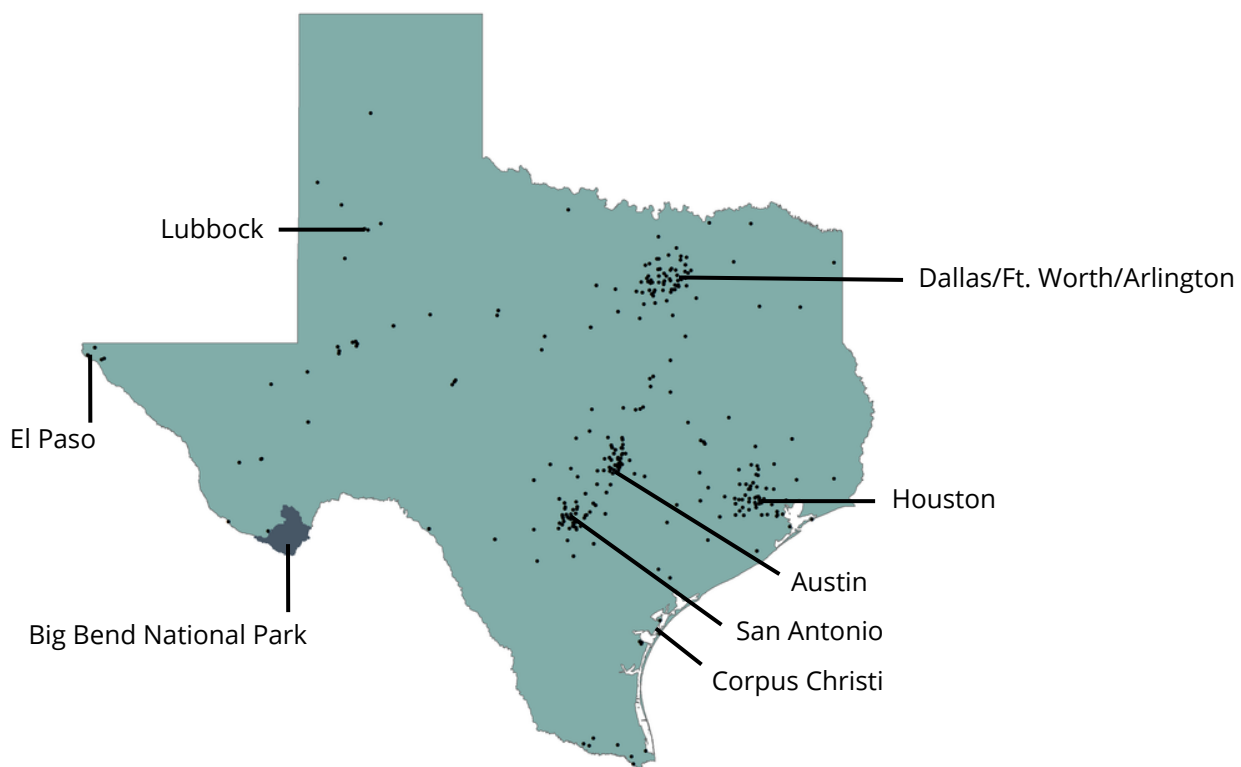 Lubbock
Dallas/Ft. Worth/Arlington
El Paso
Houston
Austin
Big Bend National Park
San Antonio
Corpus Christi